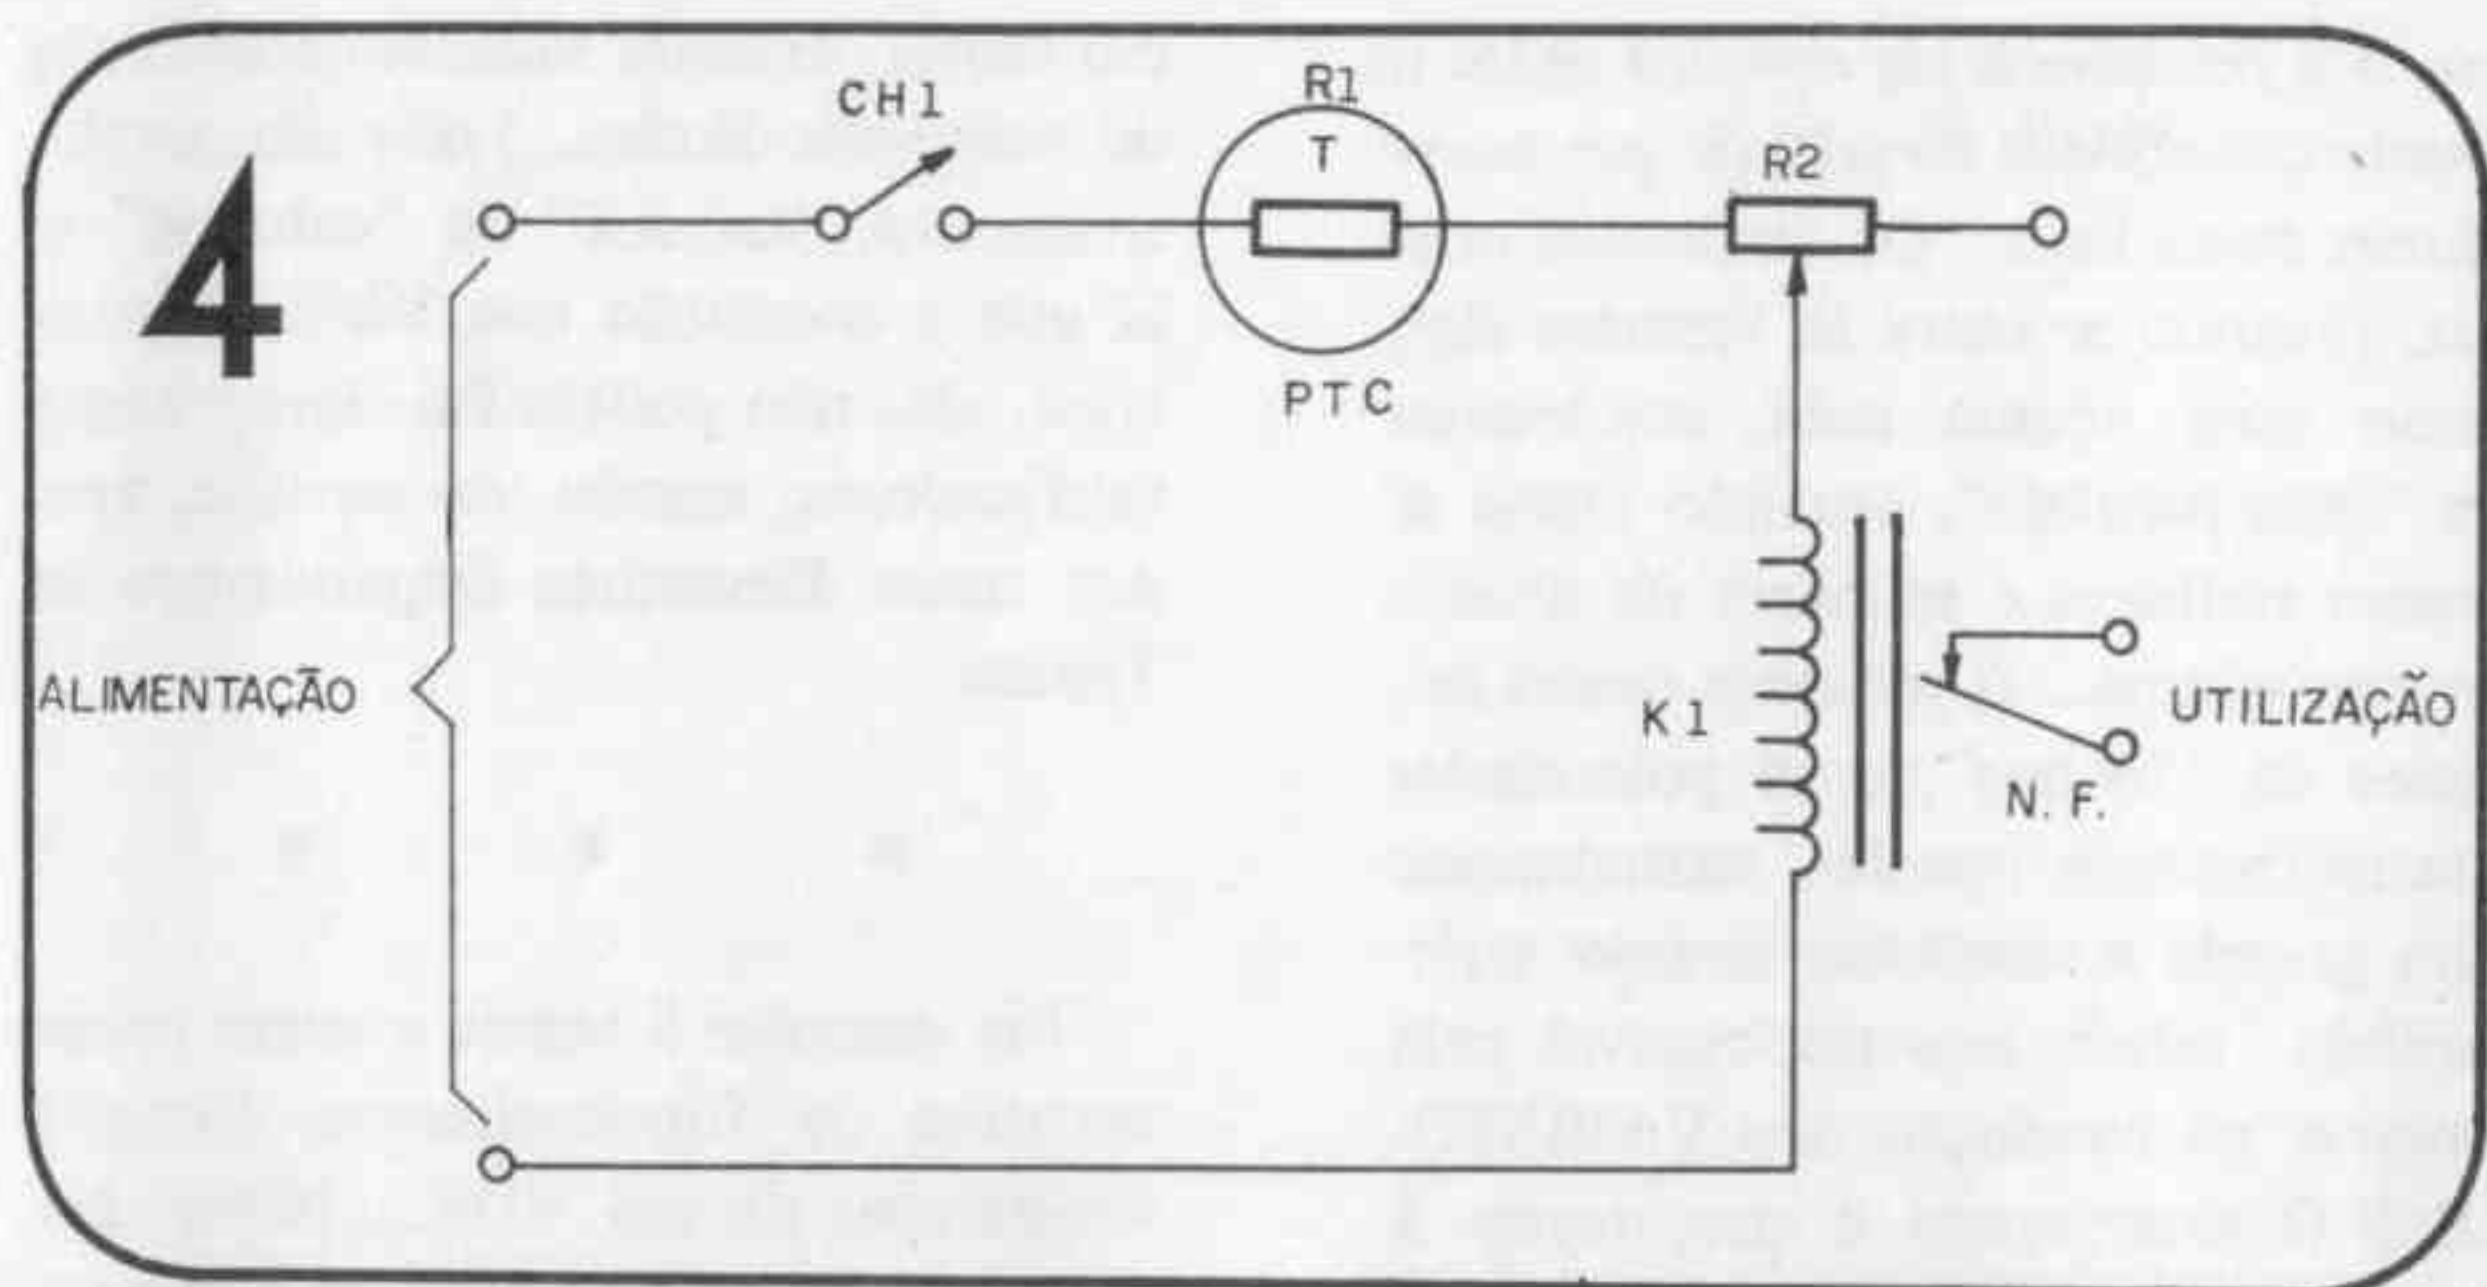 4
CH1
R1
T
R2
PTC
ALIMENTAÇÃO
K1
UTILIZAÇÃO
N. F.